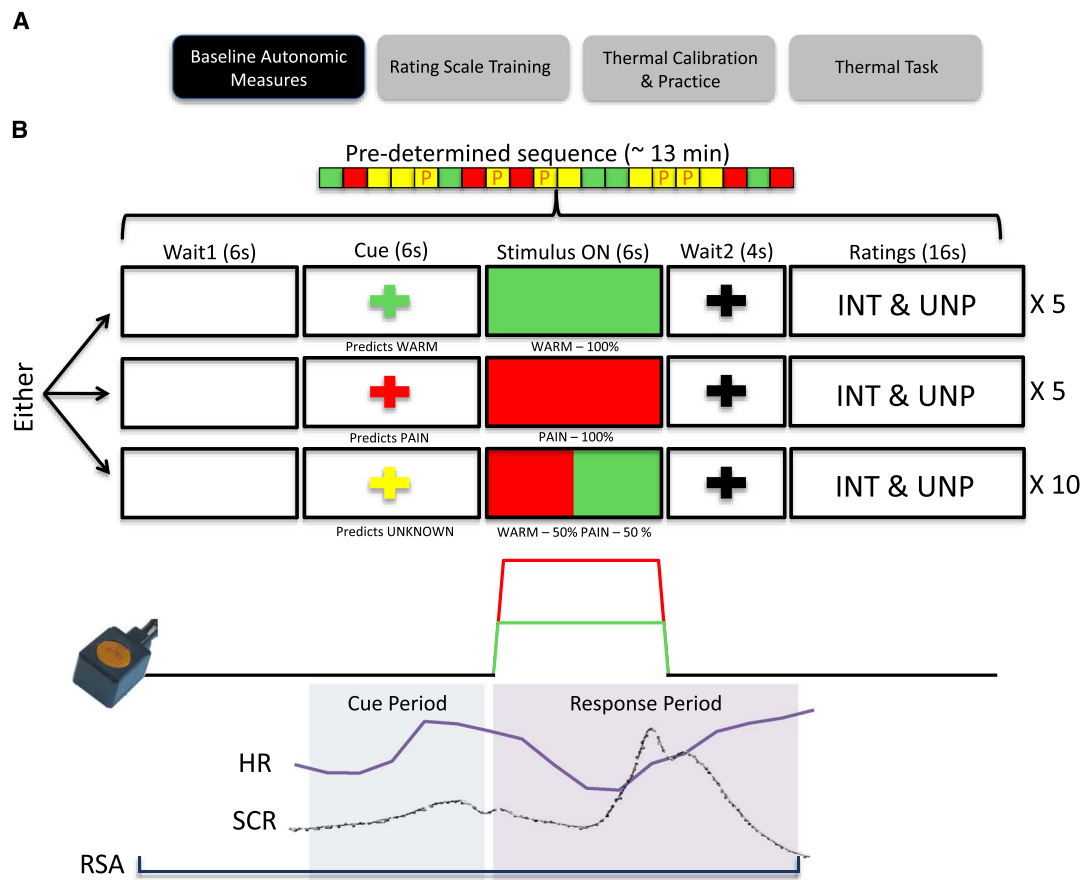 A
Baseline Autonomic
Measures
Rating Scale Training
Thermal Calibration
& Practice
Thermal Task
B
Pre-determined sequence (~ 13 min)
P P P P P
Wait1 (6s) Cue (6s) Stimulus ON (6s) Wait2 (4s) Ratings (16s)
INT & UNP X 5
Predicts WARM WARM – 100%
Either
INT & UNP X 5
Predicts PAIN PAIN – 100%
INT & UNP X 10
Predicts UNKNOWN WARM – 50% PAIN – 50 %
Cue Period Response Period
HR
SCR
RSA